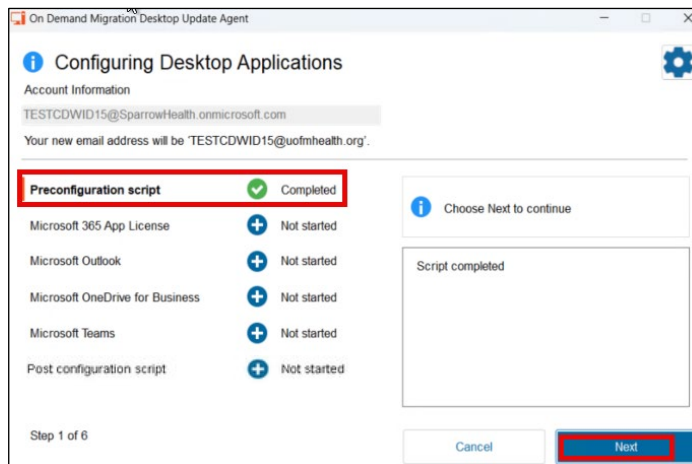 On Demand Migration Desktop Update Agent
Configuring Desktop Applications
Account Information
TESTCDWID15@SparrowHealth.onmicrosoft.com
Your new email address will be 'TESTCDWID15@uofmhealth.org'.
Preconfiguration script Completed
Microsoft 365 App License Not started
Microsoft Outlook Not started
Microsoft OneDrive for Business Not started
Microsoft Teams Not started
Post configuration script Not started
Choose Next to continue
Script completed
Step 1 of 6
Cancel Next